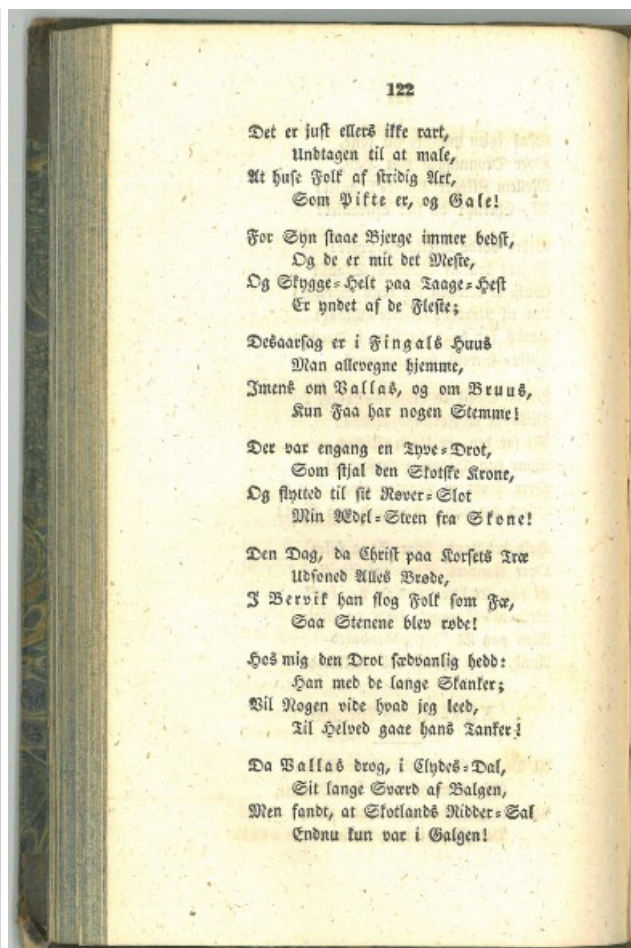 122
Det er just ellers ikke rart,
Undtagen til at male,
At huse Folk af stridig Art,
Som Pikte er, og Gale!
For Syn staae Bjerge immer bedst,
Og de er mit det Meste,
Og Skygge-Helt paa Taage-Hest
Er yndet af de Fleste;
Desaarsag er i Fingals Huus
Man allevegne hjemme,
Imens om Vallas, og om Bruus,
Kun Faa har nogen Stemme!
Der var engang en Tyve-Drot,
Som stjal den Skotske Krone,
Og flytted til sit Røver-Slot
Min Ædel-Steen fra Skone!
Den Dag, da Christ paa Korsets Træ
Udsoned Alles Brøde,
I Bervik han slog Folk som Fæ,
Saa Stenene blev røde!
Hos mig den Drot sædvanlig hedd:
Han med de lange Skanker;
Vil Nogen vide hvad jeg leed,
Til Helved gaae hans Tanker!
Da Vallas drog, i Clydes-Dal,
Sit lange Sværd af Balgen,
Men fandt, at Skotlands Ridder-Sal
Endnu kun var i Galgen!